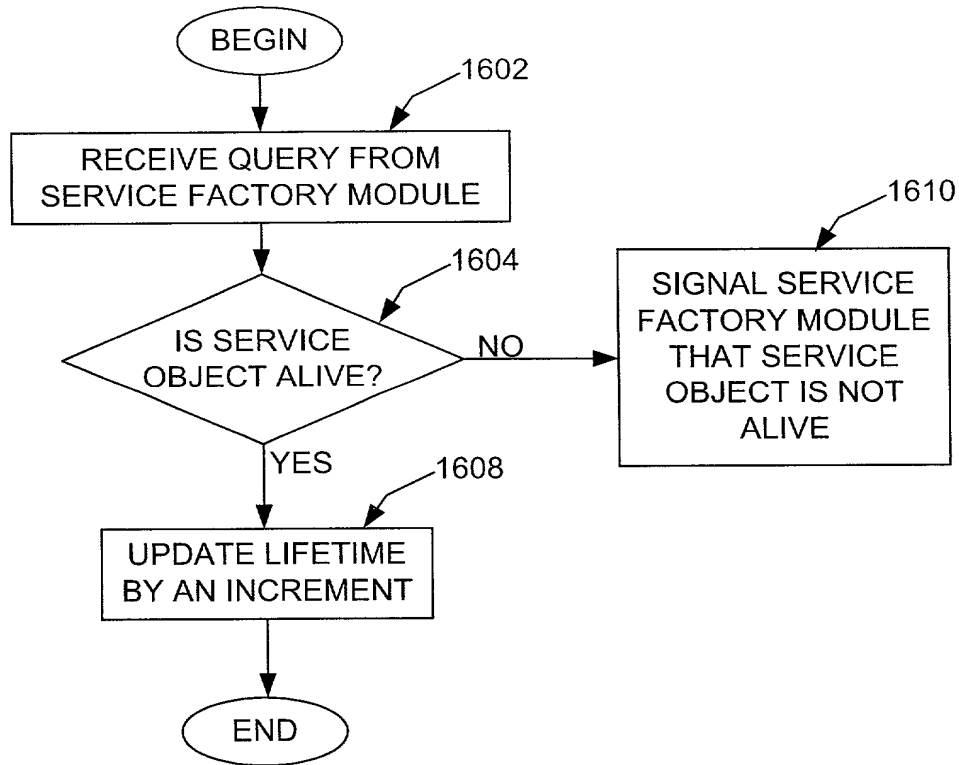 BEGIN
1602
RECEIVE QUERY FROM
SERVICE FACTORY MODULE
1604
IS SERVICE
OBJECT ALIVE?
NO
1610
SIGNAL SERVICE
FACTORY MODULE
THAT SERVICE
OBJECT IS NOT
ALIVE
YES
1608
UPDATE LIFETIME
BY AN INCREMENT
END